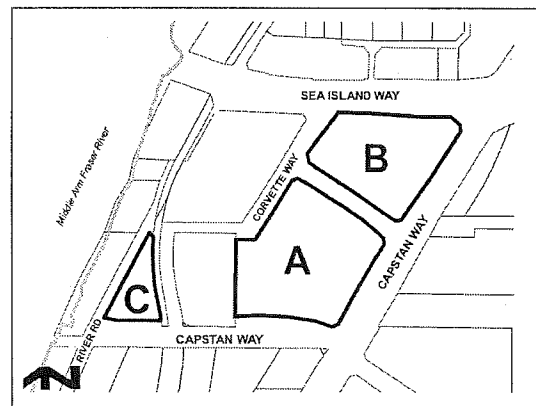 SEA ISLAND WAY
Middle Arm Fraser River
CORVETTE WAY
B
A
CAPSTAN WAY
C
RIVER RD
CAPSTAN WAY
N